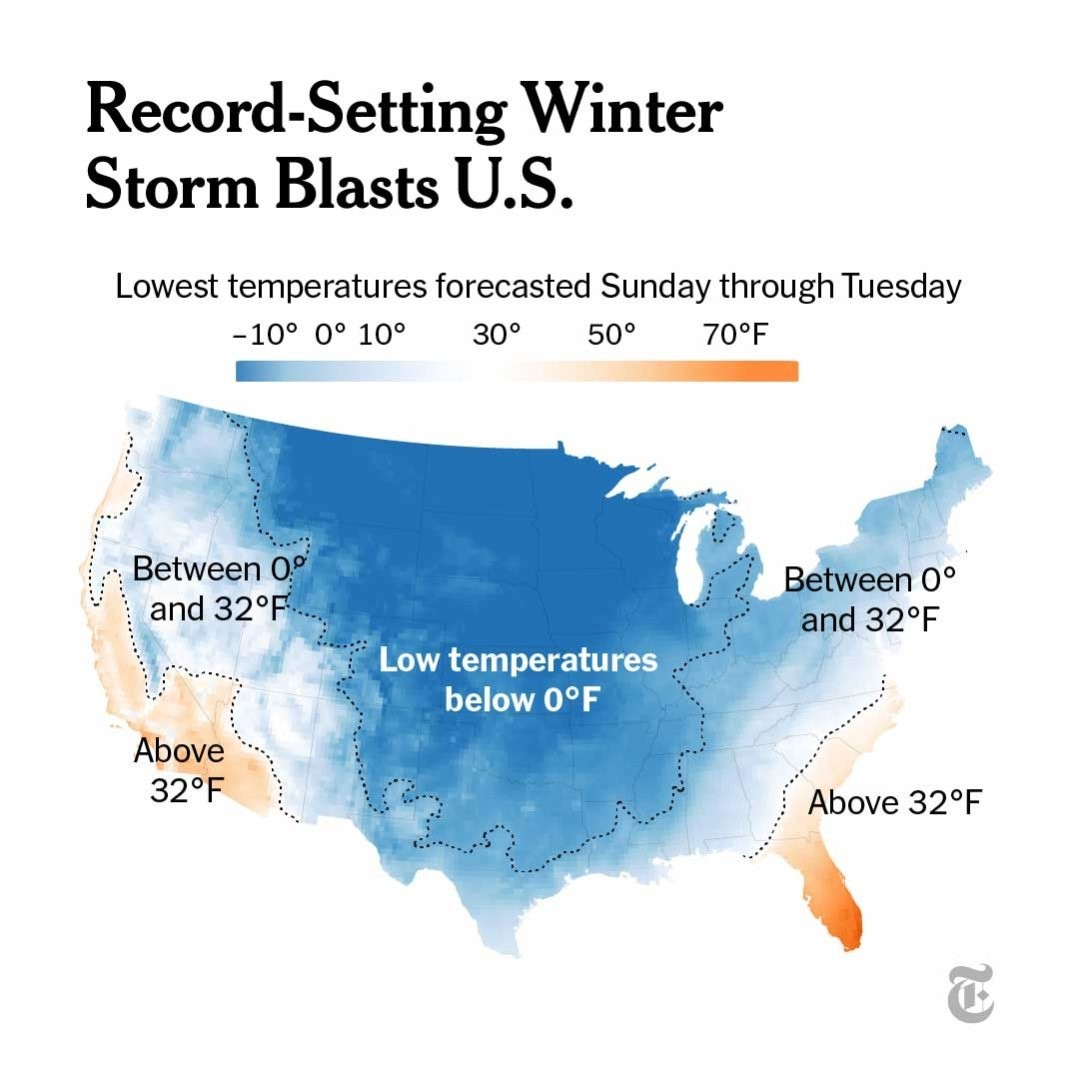 Record-Setting Winter
Storm Blasts U.S.
Lowest temperatures forecasted Sunday through Tuesday
–10° 0° 10° 30° 50° 70°F
Between 0°
and 32°F
Between 0°
and 32°F
Low temperatures
below 0°F
Above
32°F
Above 32°F
T